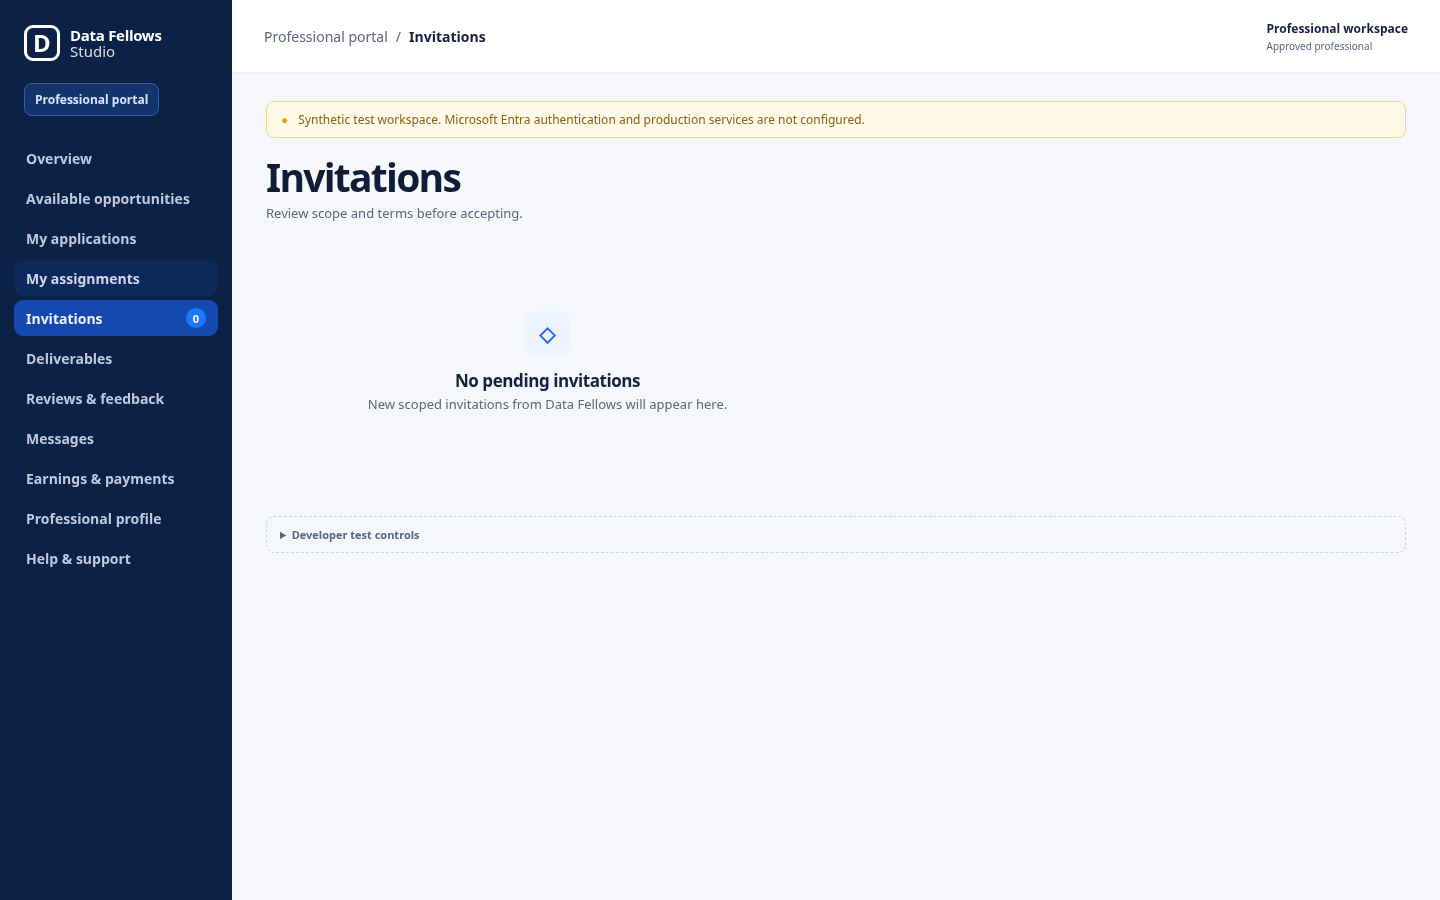 D
Data Fellows
Studio
Professional portal
Overview
Available opportunities
My applications
My assignments
Invitations 0
Deliverables
Reviews & feedback
Messages
Earnings & payments
Professional profile
Help & support
Professional portal / Invitations
Professional workspace
Approved professional
Synthetic test workspace. Microsoft Entra authentication and production services are not configured.
Invitations
Review scope and terms before accepting.
No pending invitations
New scoped invitations from Data Fellows will appear here.
Developer test controls